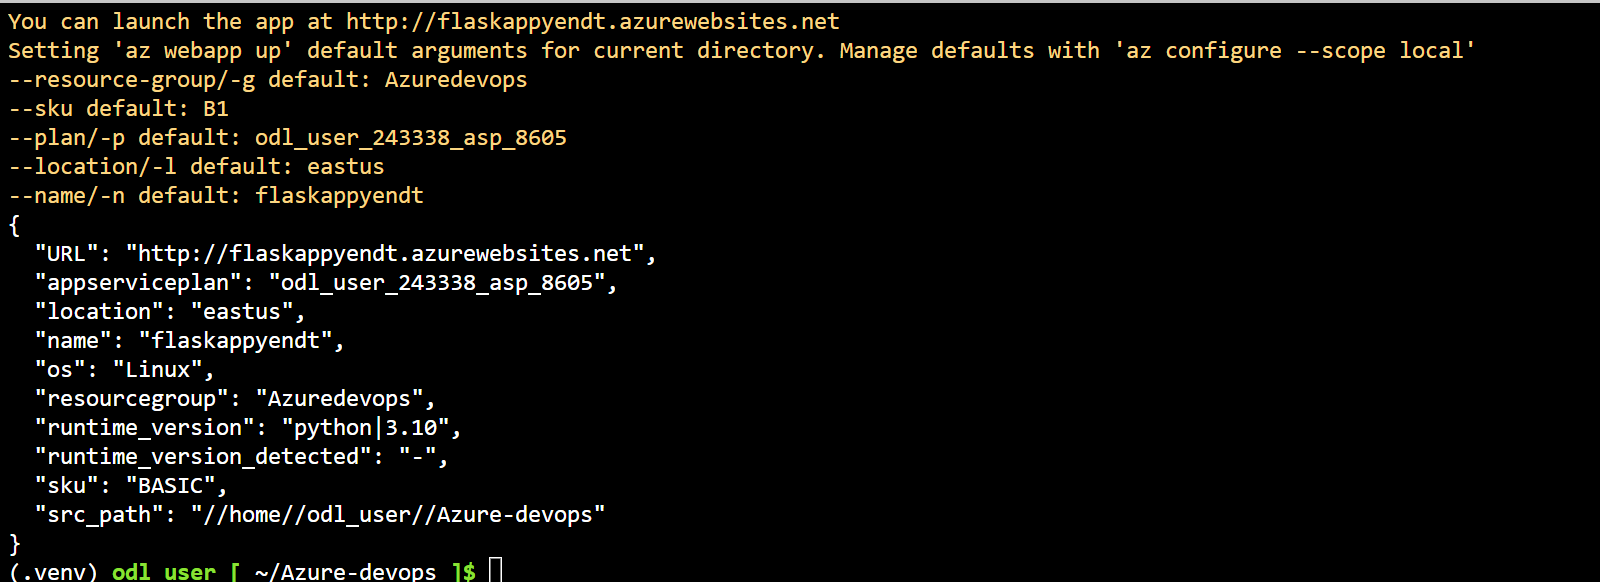 You can launch the app at http://flaskappyendt.azurewebsites.net
Setting 'az webapp up' default arguments for current directory. Manage defaults with 'az configure --scope local'
--resource-group/-g default: Azuredevops
--sku default: B1
--plan/-p default: odl_user_243338_asp_8605
--location/-l default: eastus
--name/-n default: flaskappyendt
{
  "URL": "http://flaskappyendt.azurewebsites.net",
  "appserviceplan": "odl_user_243338_asp_8605",
  "location": "eastus",
  "name": "flaskappyendt",
  "os": "Linux",
  "resourcegroup": "Azuredevops",
  "runtime_version": "python|3.10",
  "runtime_version_detected": "-",
  "sku": "BASIC",
  "src_path": "//home//odl_user//Azure-devops"
}
(.venv) odl_user [ ~/Azure-devops ]$